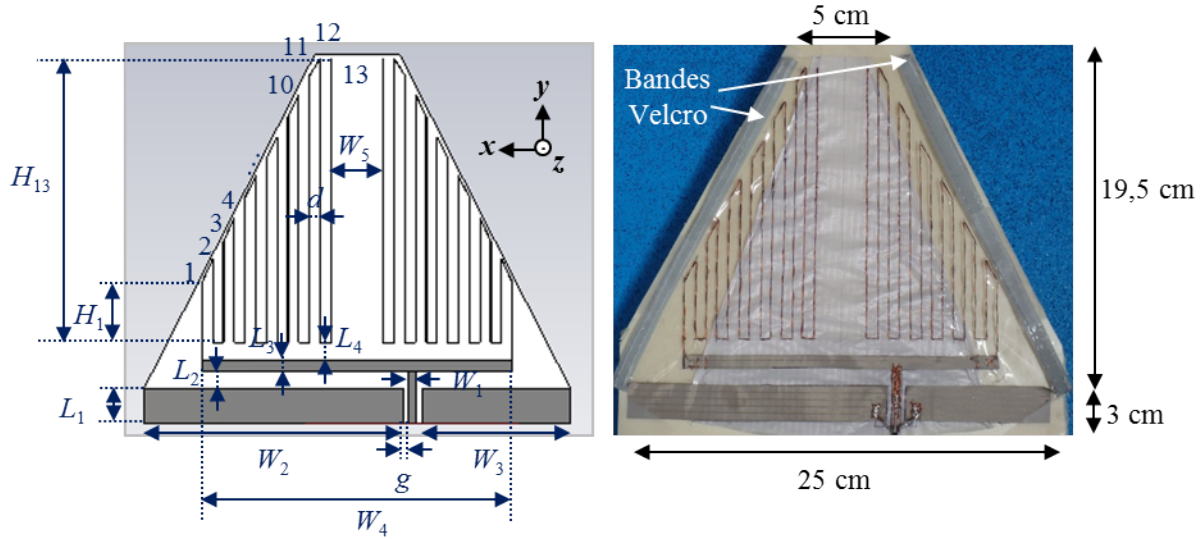 12
11
13
10
⋰
4
3
2
1
H₁₃
H₁
W₅
d
y
x
z
L₃
L₄
L₂
W₁
L₁
W₂
W₃
g
W₄
5 cm
Bandes
Velcro
19,5 cm
3 cm
25 cm